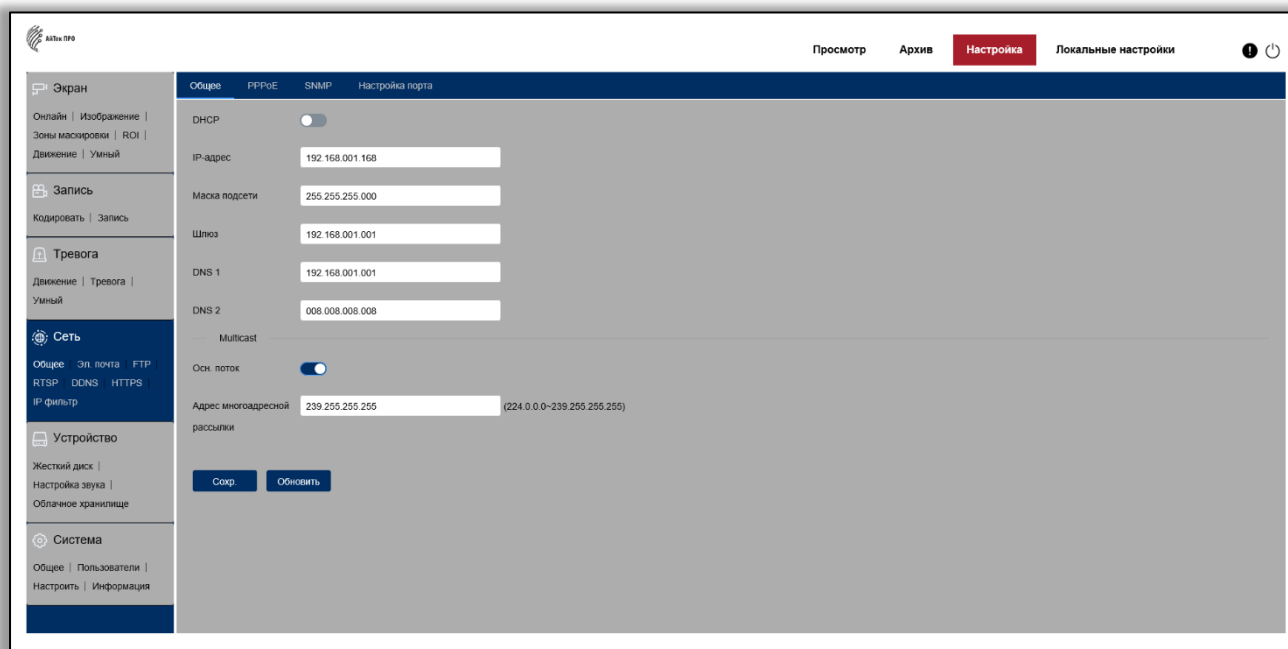 АйТек ПРО
Просмотр Архив Настройка Локальные настройки
Экран
Онлайн | Изображение |
Зоны маскировки | ROI |
Движение | Умный
Запись
Кодировать | Запись
Тревога
Движение | Тревога |
Умный
Сеть
Общее | Эл. почта | FTP |
RTSP | DDNS | HTTPS |
IP фильтр
Устройство
Жесткий диск |
Настройка звука |
Облачное хранилище
Система
Общее | Пользователи |
Настроить | Информация
Общее PPPoE SNMP Настройка порта
DHCP
IP-адрес 192.168.001.168
Маска подсети 255.255.255.000
Шлюз 192.168.001.001
DNS 1 192.168.001.001
DNS 2 008.008.008.008
Multicast
Осн. поток
Адрес многоадресной 239.255.255.255 (224.0.0.0~239.255.255.255)
рассылки
Сохр. Обновить